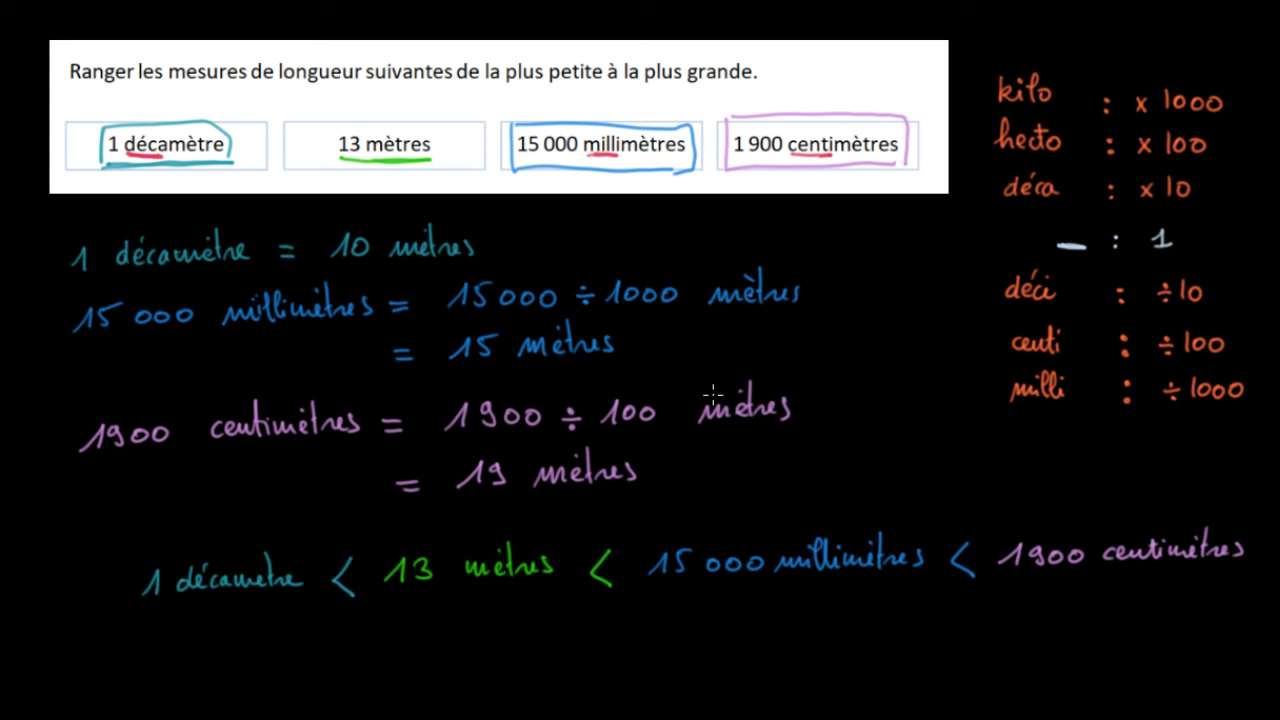 Ranger les mesures de longueur suivantes de la plus petite à la plus grande.
1 décamètre 13 mètres 15 000 millimètres 1 900 centimètres
kilo : x 1000
hecto : x 100
déca : x 10
— : 1
déci : ÷10
centi : ÷100
milli : ÷1000
1 décamètre = 10 mètres
15 000 millimètres = 15 000 ÷ 1000 mètres
= 15 mètres
1900 centimètres = 1900 ÷ 100 mètres
= 19 mètres
1 décametre < 13 mètres < 15 000 millimètres < 1900 centimètres